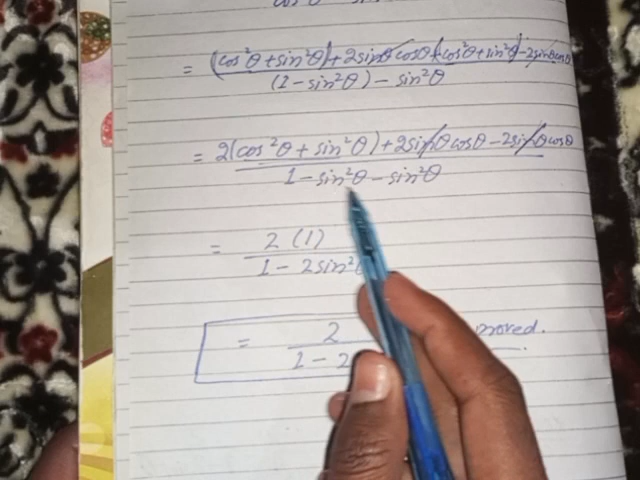 = (cos²θ + sin²θ) + 2sinθ cosθ + (cos²θ + sin²θ) - 2sinθcosθ
(1 - sin²θ) - sin²θ
= 2(cos²θ + sin²θ) + 2sinθ cosθ - 2sinθ cosθ
1 - sin²θ - sin²θ
= 2 (1)
1 - 2sin²
= 2 proved.
1 - 2